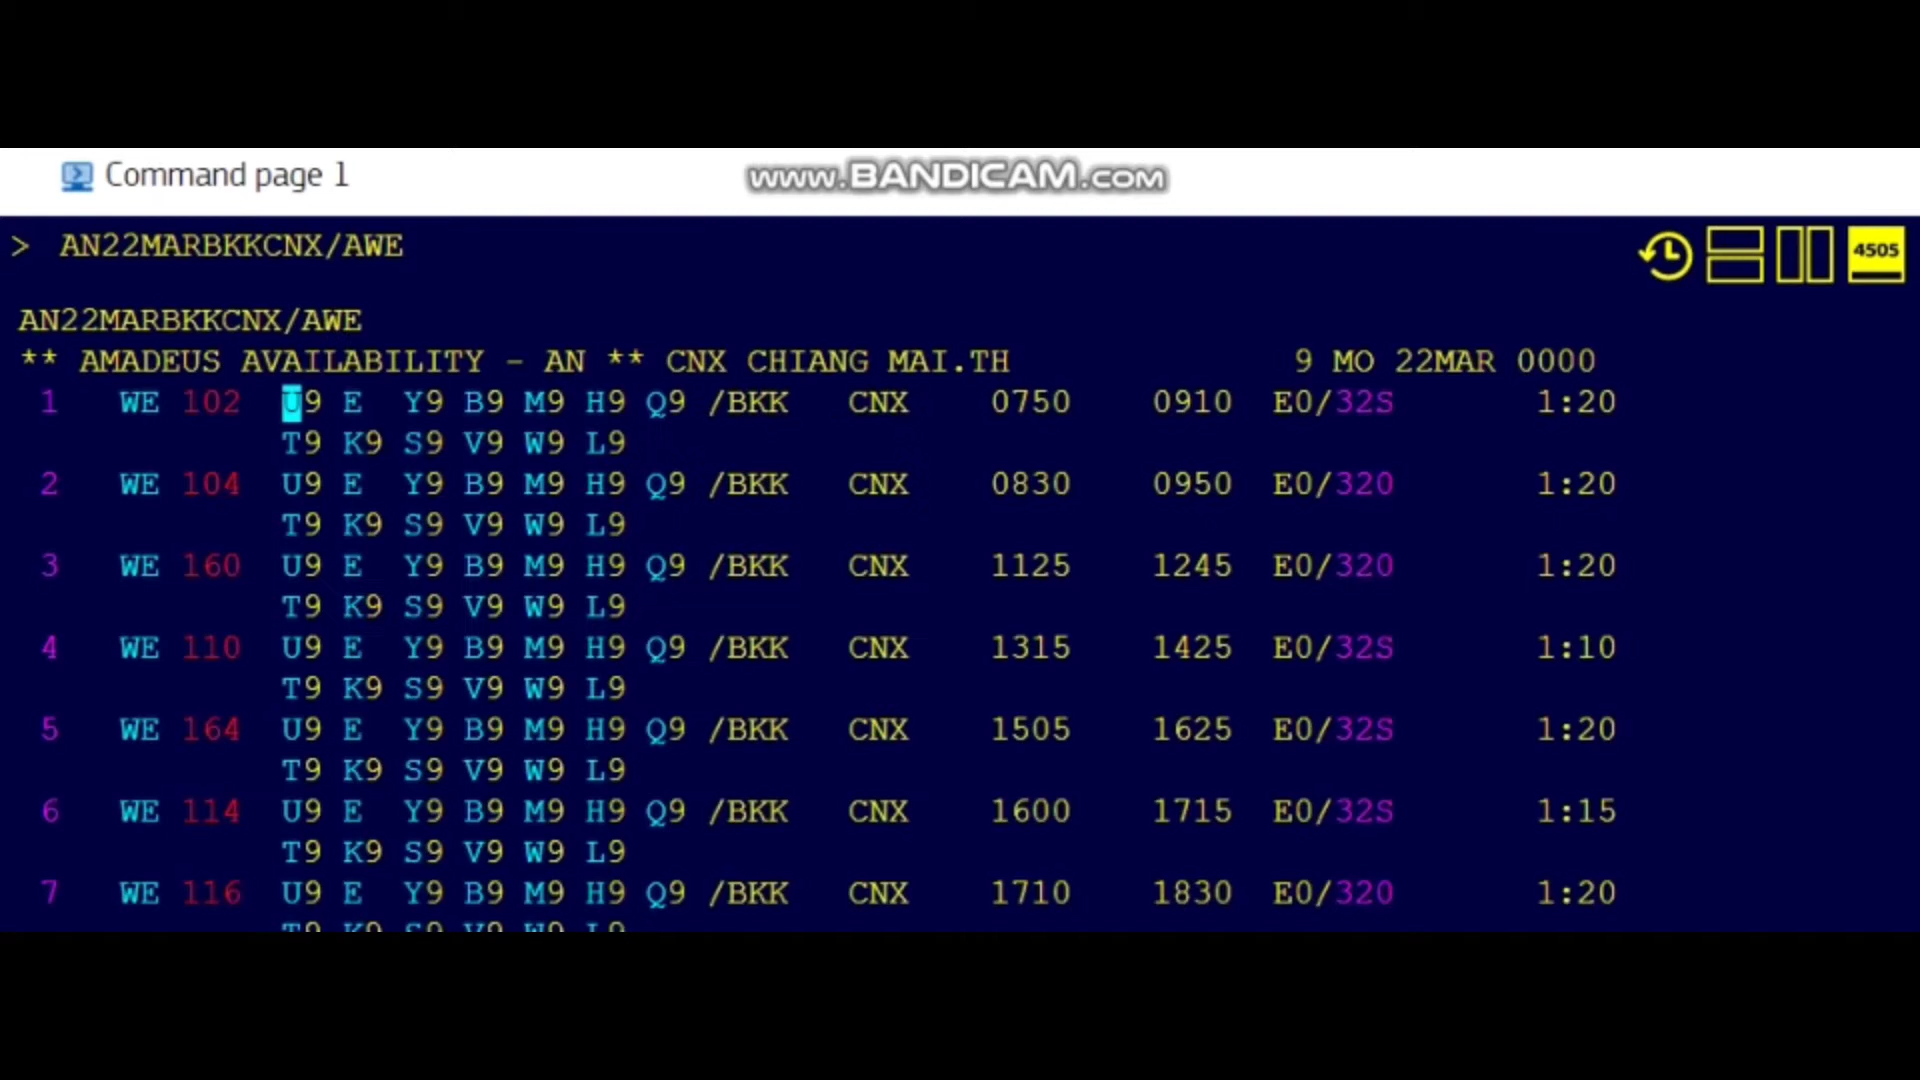 Command page 1
www.BANDICAM.com
> AN22MARBKKCNX/AWE
4505
AN22MARBKKCNX/AWE
** AMADEUS AVAILABILITY - AN ** CNX CHIANG MAI.TH 9 MO 22MAR 0000
1 WE 102 U9 E Y9 B9 M9 H9 Q9 /BKK CNX 0750 0910 E0/32S 1:20
T9 K9 S9 V9 W9 L9
2 WE 104 U9 E Y9 B9 M9 H9 Q9 /BKK CNX 0830 0950 E0/320 1:20
T9 K9 S9 V9 W9 L9
3 WE 160 U9 E Y9 B9 M9 H9 Q9 /BKK CNX 1125 1245 E0/320 1:20
T9 K9 S9 V9 W9 L9
4 WE 110 U9 E Y9 B9 M9 H9 Q9 /BKK CNX 1315 1425 E0/32S 1:10
T9 K9 S9 V9 W9 L9
5 WE 164 U9 E Y9 B9 M9 H9 Q9 /BKK CNX 1505 1625 E0/32S 1:20
T9 K9 S9 V9 W9 L9
6 WE 114 U9 E Y9 B9 M9 H9 Q9 /BKK CNX 1600 1715 E0/32S 1:15
T9 K9 S9 V9 W9 L9
7 WE 116 U9 E Y9 B9 M9 H9 Q9 /BKK CNX 1710 1830 E0/320 1:20